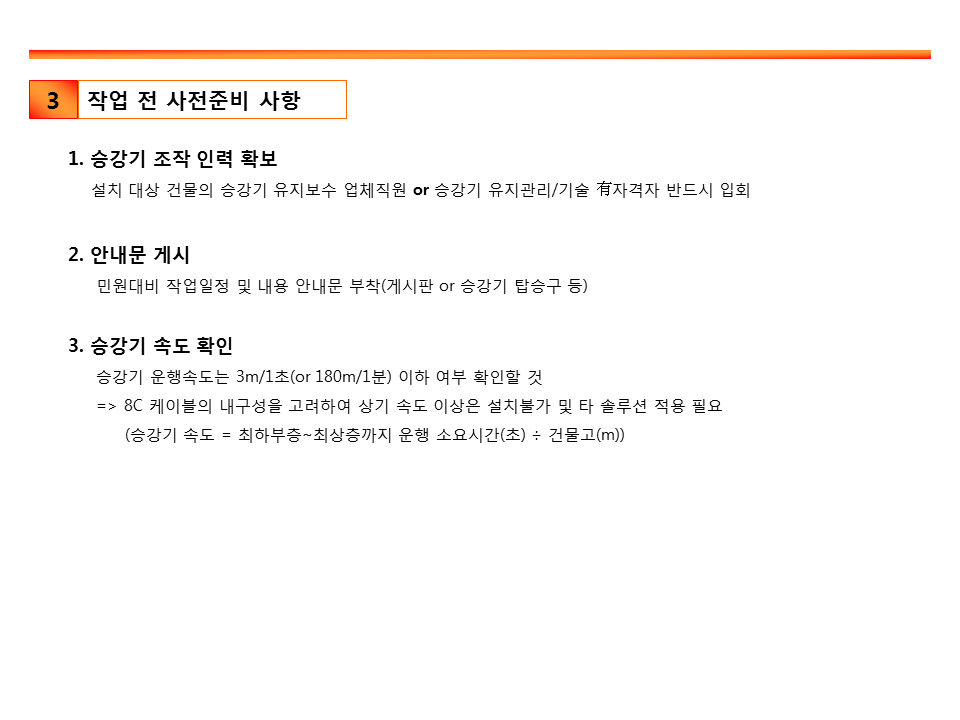 3 작업 전 사전준비 사항
1. 승강기 조작 인력 확보
설치 대상 건물의 승강기 유지보수 업체직원 or 승강기 유지관리/기술 有자격자 반드시 입회
2. 안내문 게시
민원대비 작업일정 및 내용 안내문 부착(게시판 or 승강기 탑승구 등)
3. 승강기 속도 확인
승강기 운행속도는 3m/1초(or 180m/1분) 이하 여부 확인할 것
=> 8C 케이블의 내구성을 고려하여 상기 속도 이상은 설치불가 및 타 솔루션 적용 필요
(승강기 속도 = 최하부층~최상층까지 운행 소요시간(초) ÷ 건물고(m))